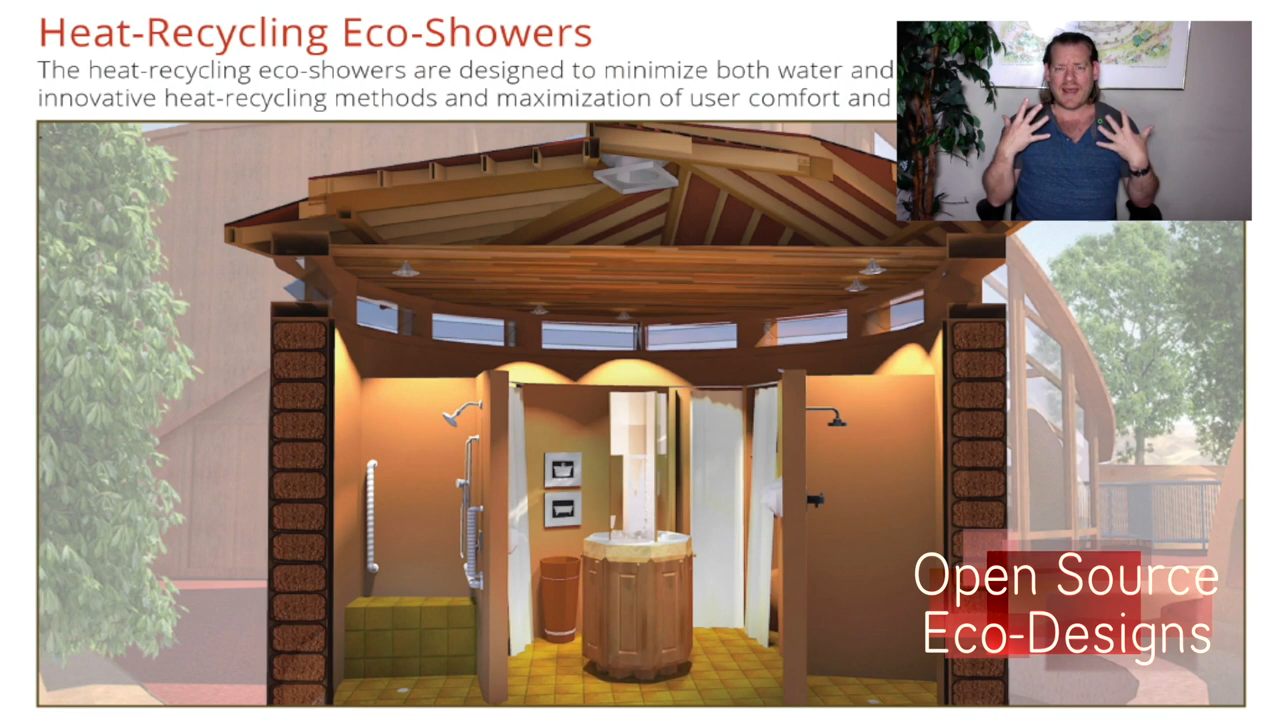 Heat-Recycling Eco-Showers
The heat-recycling eco-showers are designed to minimize both water and
innovative heat-recycling methods and maximization of user comfort and
Open Source
Eco-Designs